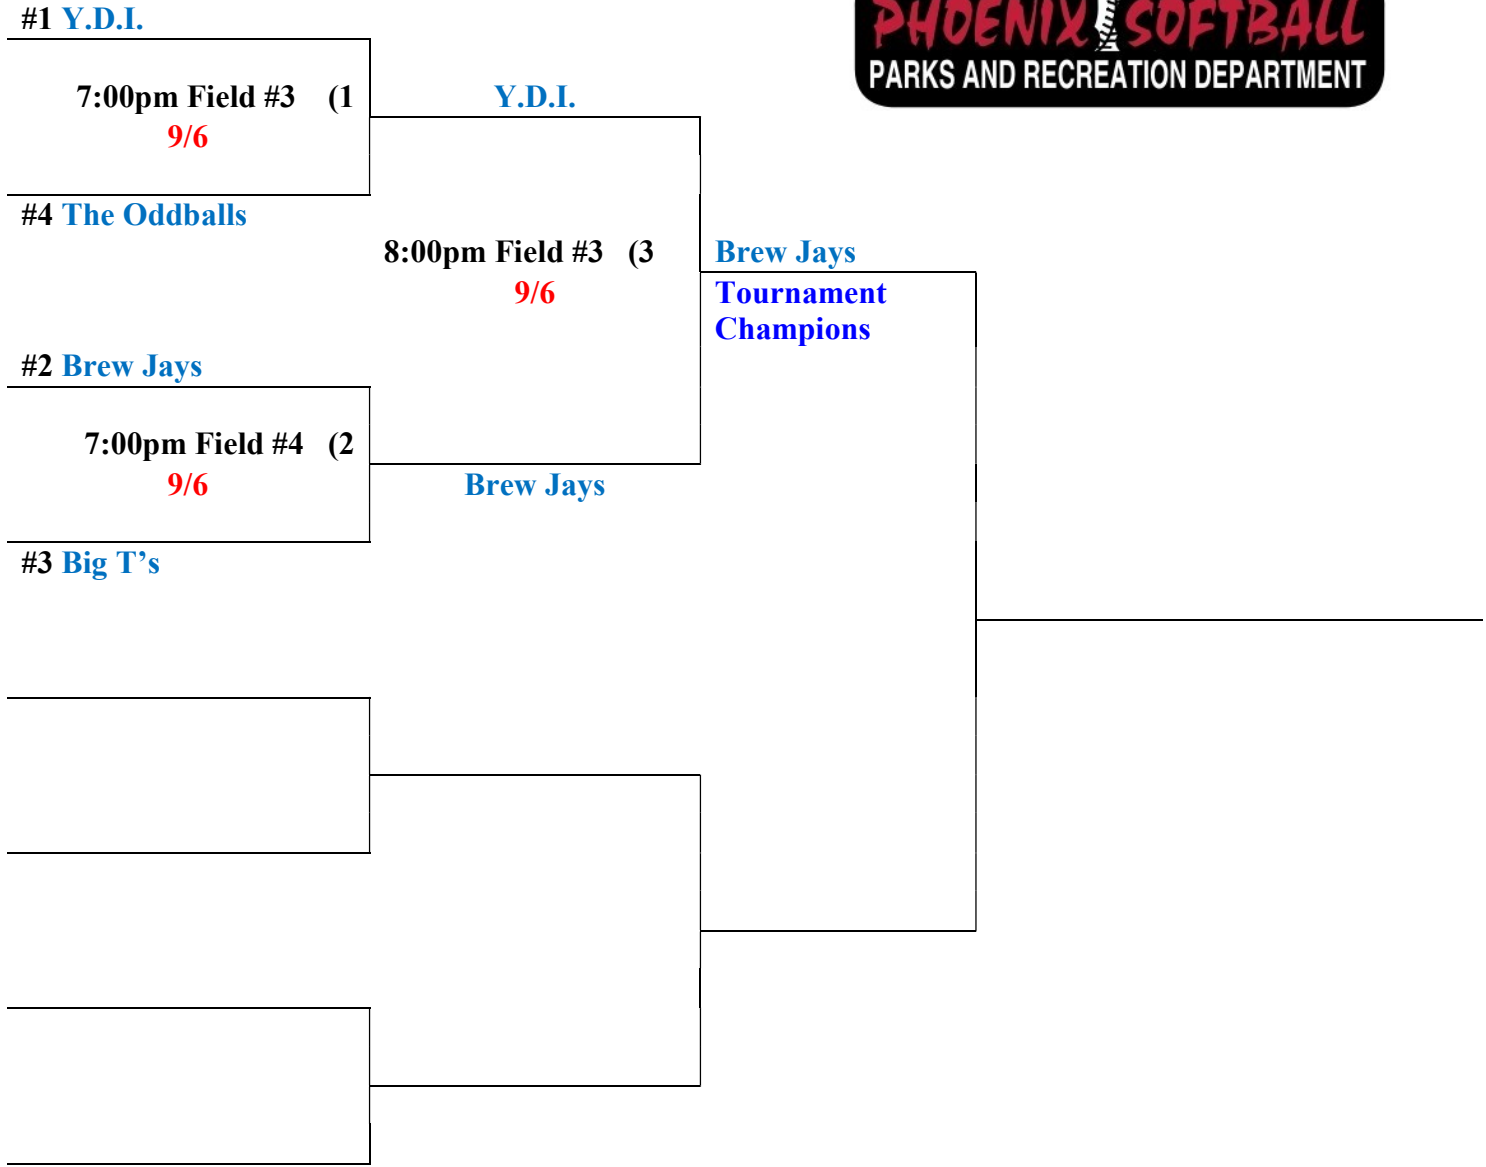 #1 Y.D.I.
PHOENIX SOFTBALL
PARKS AND RECREATION DEPARTMENT
7:00pm Field #3 (1
9/6
Y.D.I.
#4 The Oddballs
8:00pm Field #3 (3
9/6
Brew Jays
Tournament
Champions
#2 Brew Jays
7:00pm Field #4 (2
9/6
Brew Jays
#3 Big T’s